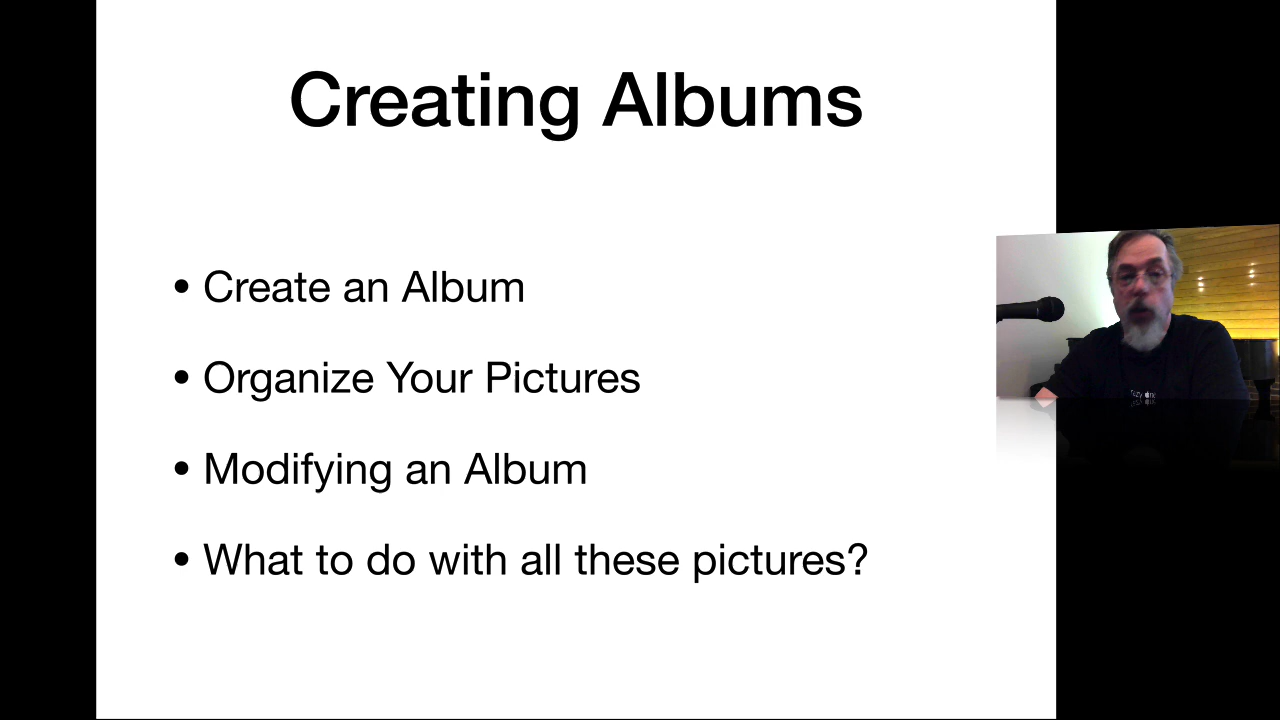 Creating Albums
• Create an Album
• Organize Your Pictures
• Modifying an Album
• What to do with all these pictures?